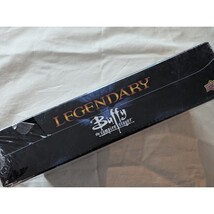 LEGENDARY
Buffy
the vampire slayer